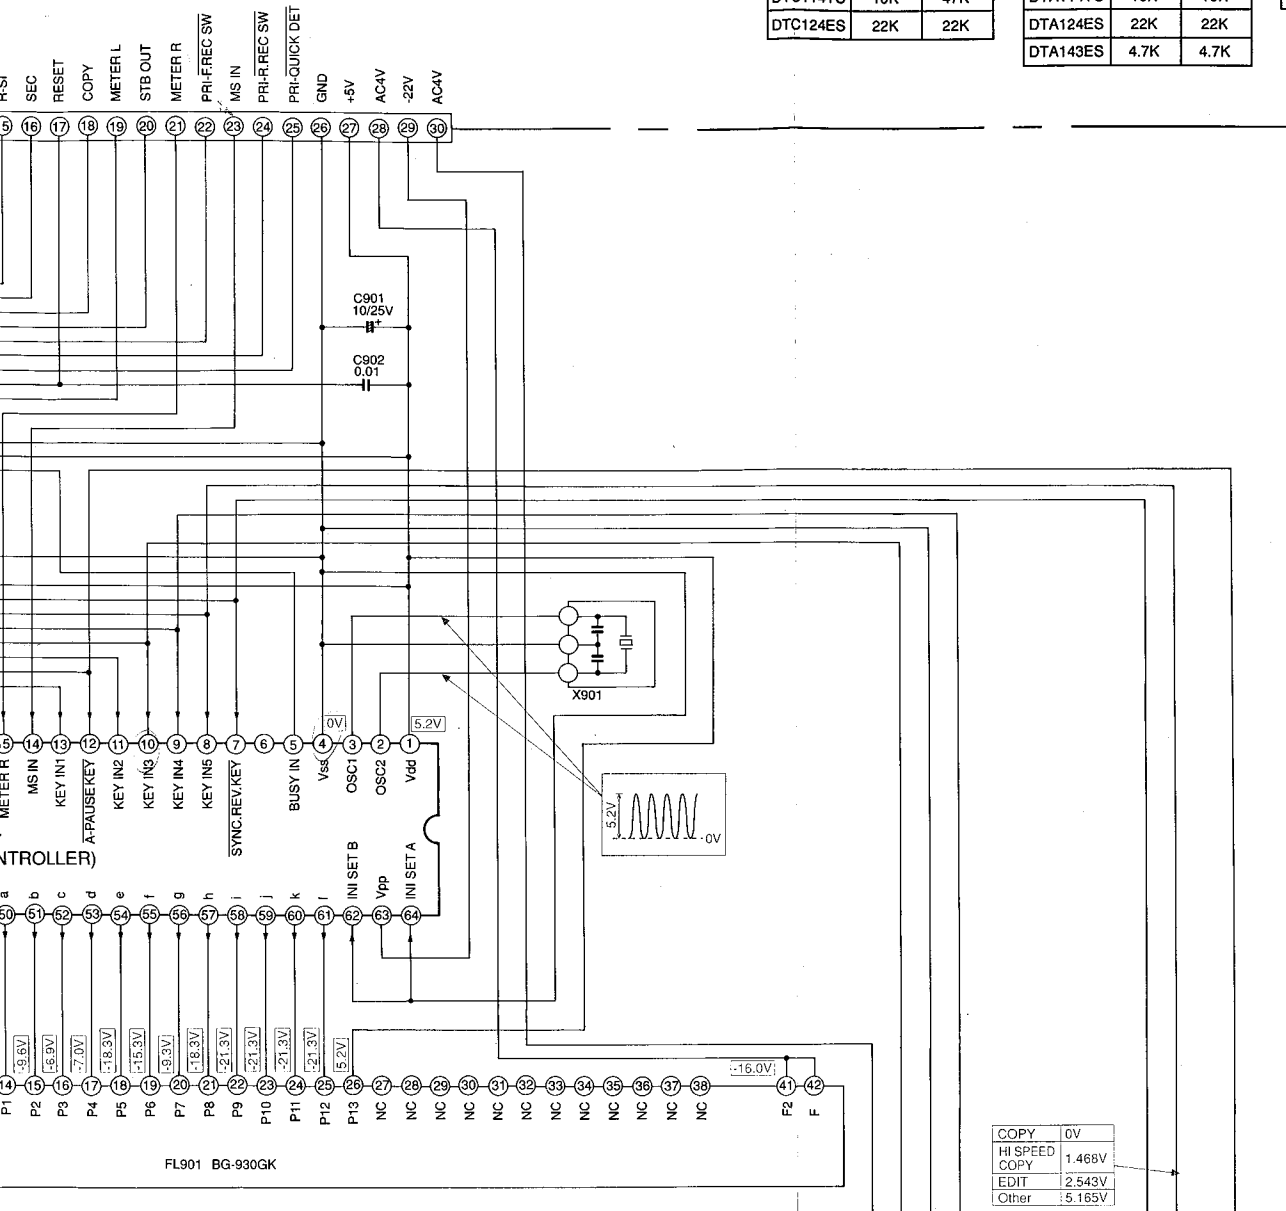 DTC124ES 22K 22K
DTA124ES 22K 22K
DTA143ES 4.7K 4.7K
SEC
RESET
COPY
METER L
STB OUT
METER R
PRI-F.REC SW
MS IN
PRI-R.REC SW
PRI-QUICK DET
GND
+5V
AC4V
-22V
AC4V
16 17 18 19 20 21 22 23 24 25 26 27 28 29 30
C901
10/25V
+
C902
0.01
X901
0V
5.2V
15 14 13 12 11 10 9 8 7 6 5 4 3 2 1
METER R
MS IN
KEY IN1
A-PAUSE KEY
KEY IN2
KEY IN3
KEY IN4
KEY IN5
SYNC.REV.KEY
BUSY IN
Vss
OSC1
OSC2
Vdd
5.2V
0V
NTROLLER)
a b c d e f g h i j k l
INI SET B
Vpp
INI SET A
50 51 52 53 54 55 56 57 58 59 60 61 62 63 64
-9.6V
-6.9V
-7.0V
-18.3V
-15.3V
-9.3V
-18.3V
-21.3V
-21.3V
-21.3V
-21.3V
5.2V
-16.0V
14 15 16 17 18 19 20 21 22 23 24 25 26 27 28 29 30 31 32 33 34 35 36 37 38 41 42
P1 P2 P3 P4 P5 P6 P7 P8 P9 P10 P11 P12 P13 NC NC NC NC NC NC NC NC NC NC NC NC F2 F
FL901 BG-930GK
COPY 0V
HI SPEED COPY 1.468V
EDIT 2.543V
Other 5.165V